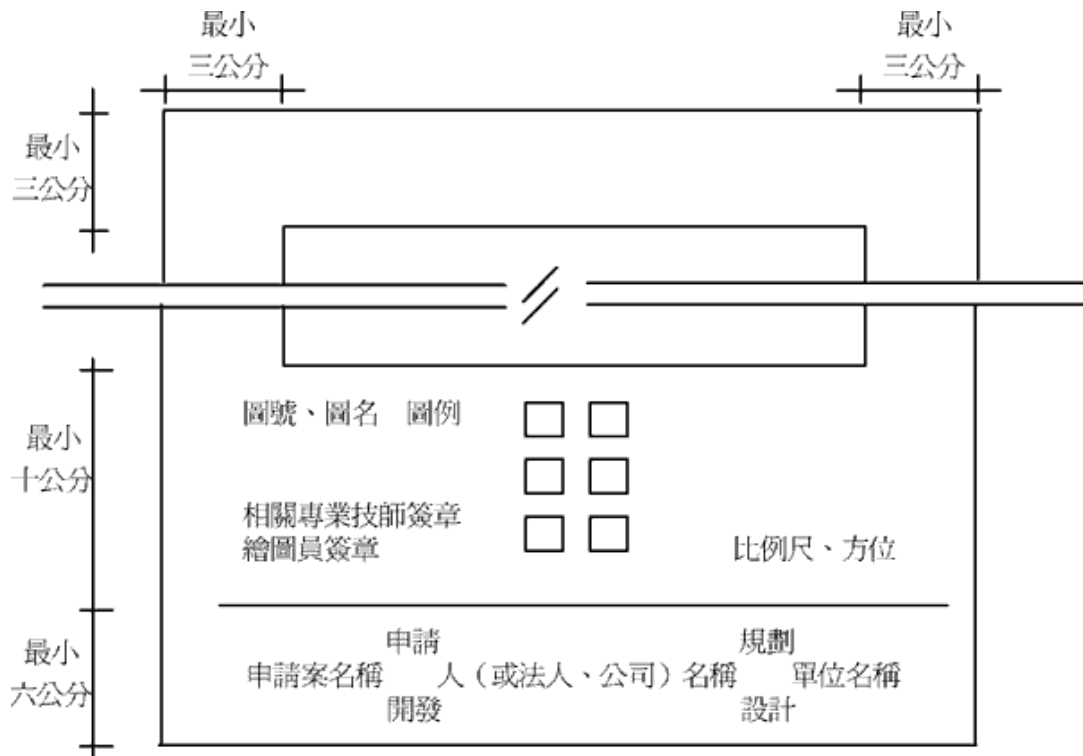 最小
三公分
最小
三公分
最小
三公分
圖號、圖名 圖例
最小
十公分
相關專業技師簽章
繪圖員簽章
比例尺、方位
申請 規劃
最小
申請案名稱 人（或法人、公司）名稱 單位名稱
六公分
開發 設計